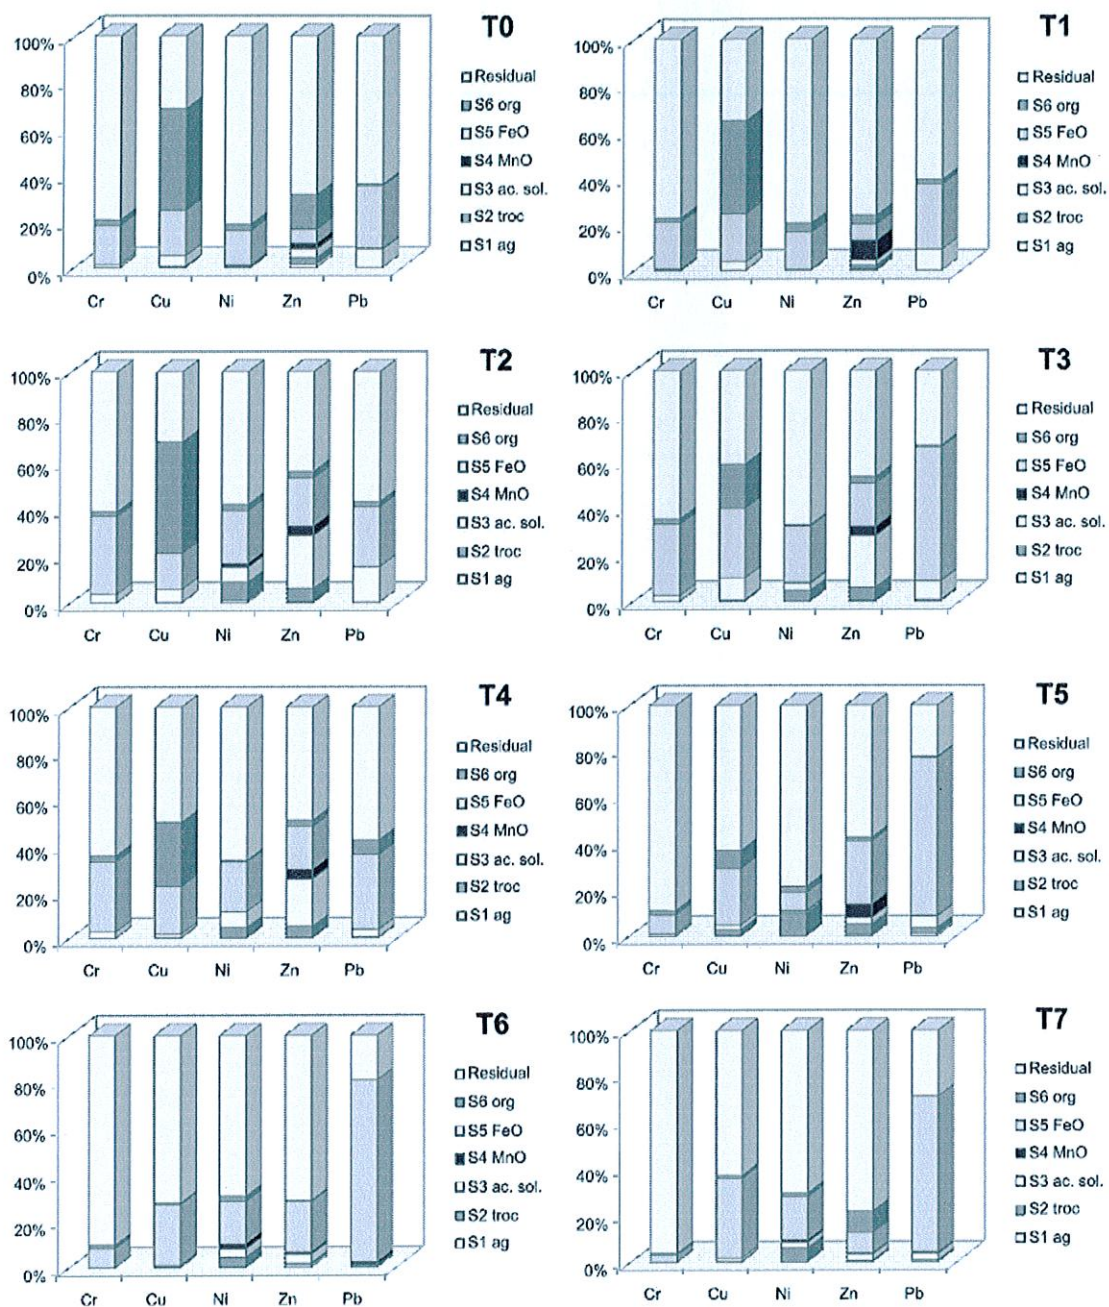 T0
100%
80%
60%
40%
20%
0%
Cr Cu Ni Zn Pb
Residual
S6 org
S5 FeO
S4 MnO
S3 ac. sol.
S2 troc
S1 ag
T1
100%
80%
60%
40%
20%
0%
Cr Cu Ni Zn Pb
Residual
S6 org
S5 FeO
S4 MnO
S3 ac. sol.
S2 troc
S1 ag
T2
100%
80%
60%
40%
20%
0%
Cr Cu Ni Zn Pb
Residual
S6 org
S5 FeO
S4 MnO
S3 ac. sol.
S2 troc
S1 ag
T3
100%
80%
60%
40%
20%
0%
Cr Cu Ni Zn Pb
Residual
S6 org
S5 FeO
S4 MnO
S3 ac. sol.
S2 troc
S1 ag
T4
100%
80%
60%
40%
20%
0%
Cr Cu Ni Zn Pb
Residual
S6 org
S5 FeO
S4 MnO
S3 ac. sol.
S2 troc
S1 ag
T5
100%
80%
60%
40%
20%
0%
Cr Cu Ni Zn Pb
Residual
S6 org
S5 FeO
S4 MnO
S3 ac. sol.
S2 troc
S1 ag
T6
100%
80%
60%
40%
20%
0%
Cr Cu Ni Zn Pb
Residual
S6 org
S5 FeO
S4 MnO
S3 ac. sol.
S2 troc
S1 ag
T7
100%
80%
60%
40%
20%
0%
Cr Cu Ni Zn Pb
Residual
S6 org
S5 FeO
S4 MnO
S3 ac. sol.
S2 troc
S1 ag